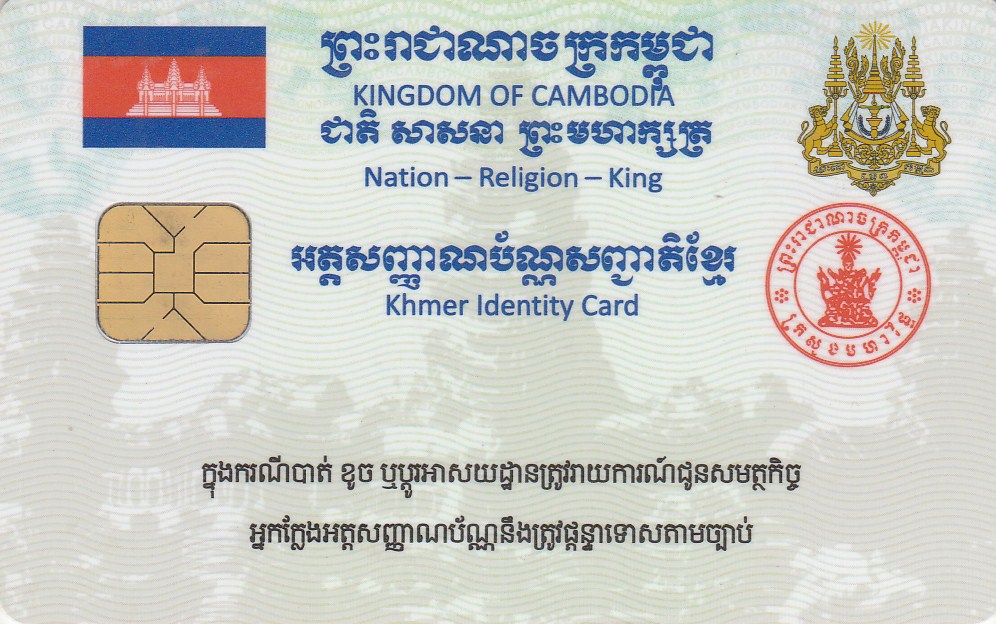 ព្រះរាជាណាចក្រកម្ពុជា
KINGDOM OF CAMBODIA
ជាតិ សាសនា ព្រះមហាក្សត្រ
Nation – Religion – King
អត្តសញ្ញាណប័ណ្ណសញ្ជាតិខ្មែរ
Khmer Identity Card
ព្រះរាជាណាចក្រកម្ពុជា
ក្រសួងមហាផ្ទៃ
ក្នុងករណីបាត់ ខូច ឬប្តូរអាសយដ្ឋានត្រូវរាយការណ៍ជូនសមត្ថកិច្ច
អ្នកក្លែងអត្តសញ្ញាណប័ណ្ណនឹងត្រូវផ្តន្ទាទោសតាមច្បាប់